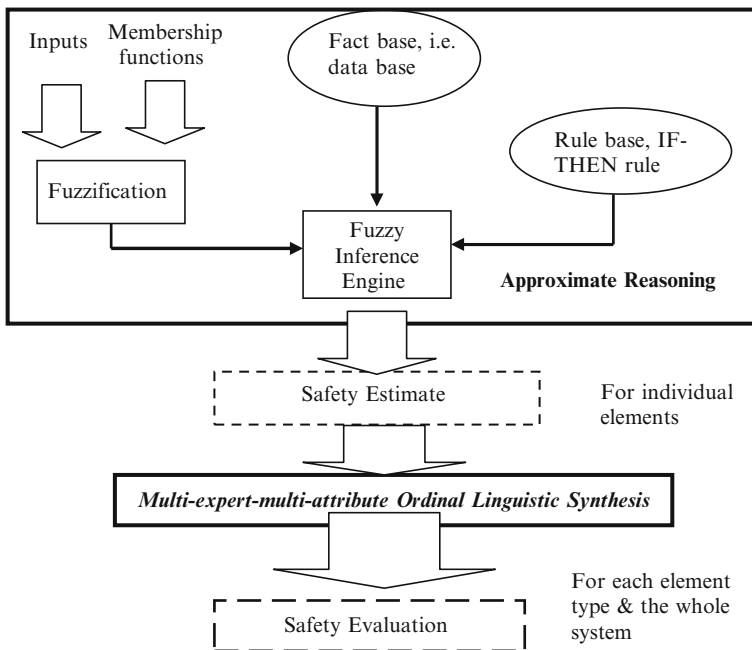 Inputs
Membership
functions
Fact base, i.e.
data base
Rule base, IF-
THEN rule
Fuzzification
Fuzzy
Inference
Engine
Approximate Reasoning
Safety Estimate
For individual
elements
Multi-expert-multi-attribute Ordinal Linguistic Synthesis
For each element
type & the whole
system
Safety Evaluation